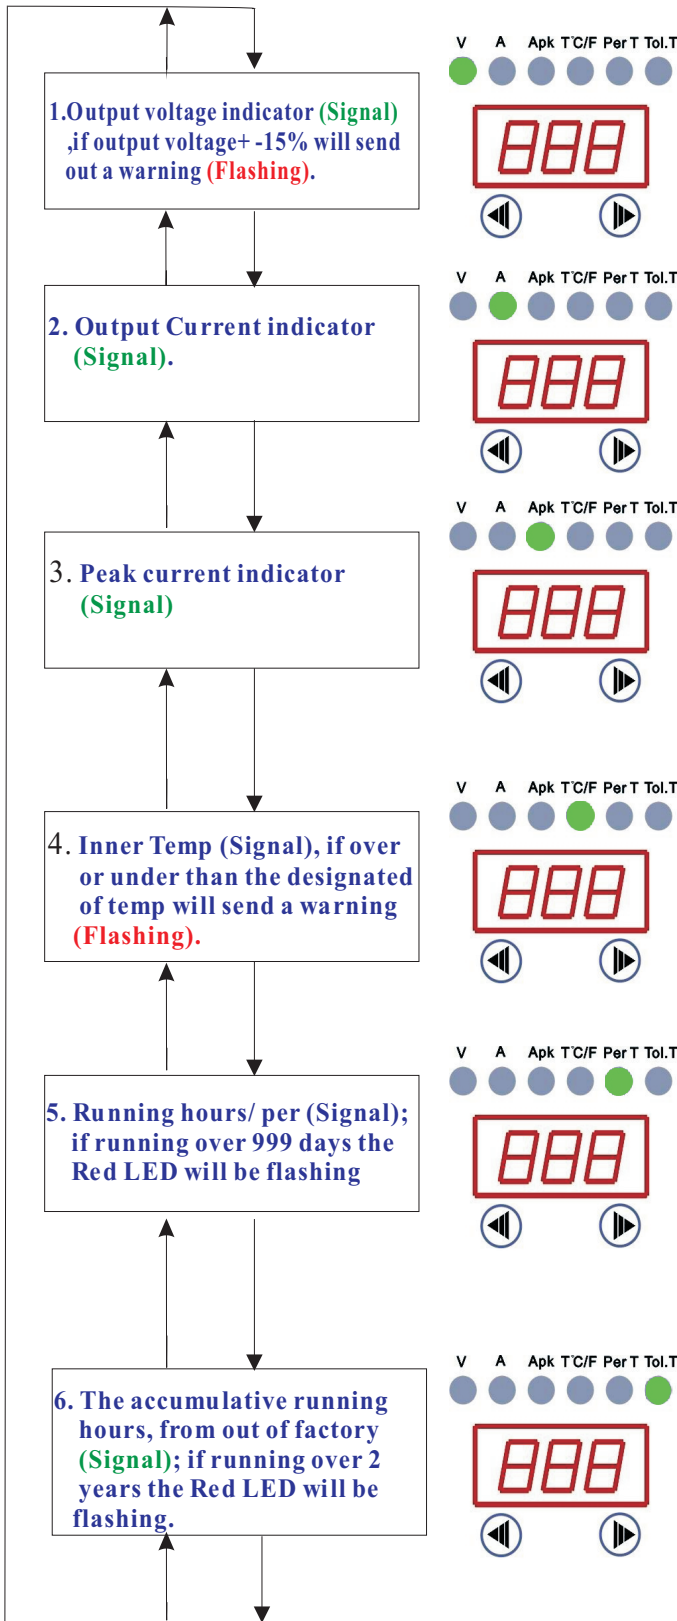 V A Apk T℃/F Per T Tol.T
1.Output voltage indicator (Signal)
,if output voltage+ -15% will send
out a warning (Flashing).
888
V A Apk T℃/F Per T Tol.T
2. Output Current indicator
(Signal).
888
V A Apk T℃/F Per T Tol.T
3. Peak current indicator
(Signal)
888
V A Apk T℃/F Per T Tol.T
4. Inner Temp (Signal), if over
or under than the designated
of temp will send a warning
(Flashing).
888
V A Apk T℃/F Per T Tol.T
5. Running hours/ per (Signal);
if running over 999 days the
Red LED will be flashing
888
V A Apk T℃/F Per T Tol.T
6. The accumulative running
hours, from out of factory
(Signal); if running over 2
years the Red LED will be
flashing.
888